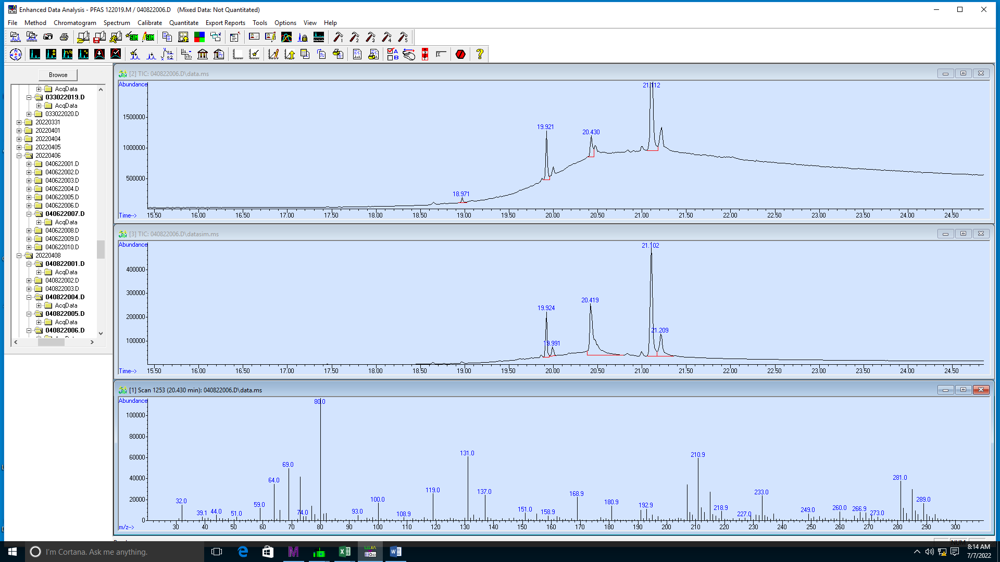 Enhanced Data Analysis - PFAS 122019.M / 040822006.D (Mixed Data: Not Quantitated)
File Method Chromatogram Spectrum Calibrate Quantitate Export Reports Tools Options View Help
Browse
AcqData
033022019.D
AcqData
033022020.D
20220331
20220401
20220404
20220405
20220406
040622001.D
040622002.D
040622003.D
040622004.D
040622005.D
040622006.D
040622007.D
AcqData
040622008.D
040622009.D
040622010.D
20220408
040822001.D
AcqData
040822002.D
040822003.D
040822004.D
AcqData
040822005.D
AcqData
040822006.D
[2] TIC: 040822006.D\data.ms
Abundance
21.112
1500000
19.921
20.430
1000000
500000
18.971
Time-->
15.50 16.00 16.50 17.00 17.50 18.00 18.50 19.00 19.50 20.00 20.50 21.00 21.50 22.00 22.50 23.00 23.50 24.00 24.50
[3] TIC: 040822006.D\datasim.ms
Abundance
21.102
400000
20.419
300000
19.924
200000
21.209
100000
19.991
Time-->
15.50 16.00 16.50 17.00 17.50 18.00 18.50 19.00 19.50 20.00 20.50 21.00 21.50 22.00 22.50 23.00 23.50 24.00 24.50
[1] Scan 1253 (20.430 min): 040822006.D\data.ms
Abundance
80.0
100000
80000
131.0
210.9
60000
69.0
64.0
281.0
40000
119.0
137.0
168.9
233.0
100.0
180.9
289.0
20000
32.0
59.0
39.1 44.0 51.0
74.0
93.0
108.9
151.0 158.9
192.9
218.9
227.0
249.0
260.0
266.9
273.0
0
m/z-->
30 40 50 60 70 80 90 100 110 120 130 140 150 160 170 180 190 200 210 220 230 240 250 260 270 280 290 300
NUM
I'm Cortana. Ask me anything.
8:14 AM
7/7/2022